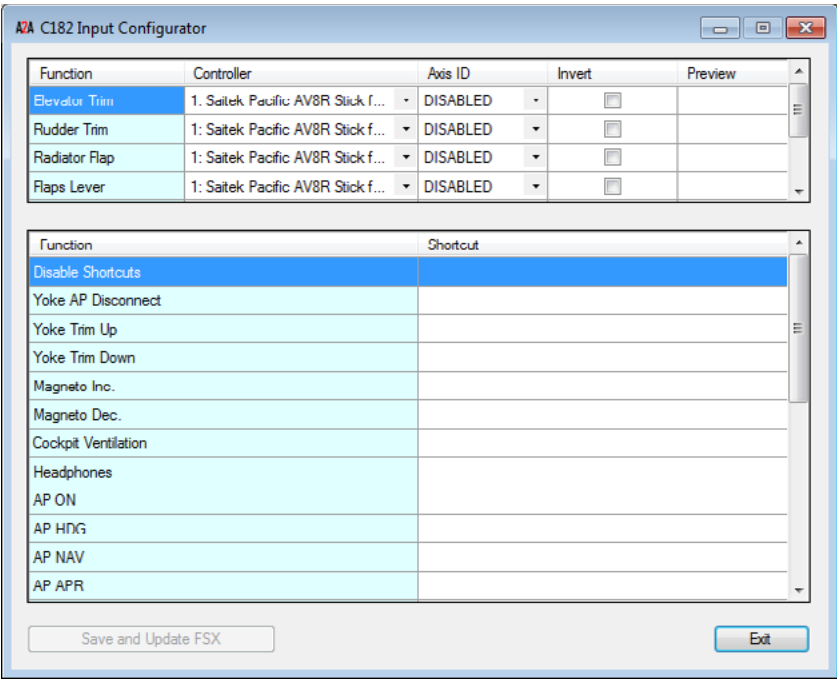 A2A C182 Input Configurator
Function Controller Axis ID Invert Preview
Elevator Trim 1: Saitek Pacific AV8R Stick f... DISABLED
Rudder Trim 1: Saitek Pacific AV8R Stick f... DISABLED
Radiator Flap 1: Saitek Pacific AV8R Stick f... DISABLED
Flaps Lever 1: Saitek Pacific AV8R Stick f... DISABLED
Function Shortcut
Disable Shortcuts
Yoke AP Disconnect
Yoke Trim Up
Yoke Trim Down
Magneto Inc.
Magneto Dec.
Cockpit Ventilation
Headphones
AP ON
AP HDG
AP NAV
AP APR
Save and Update FSX Exit